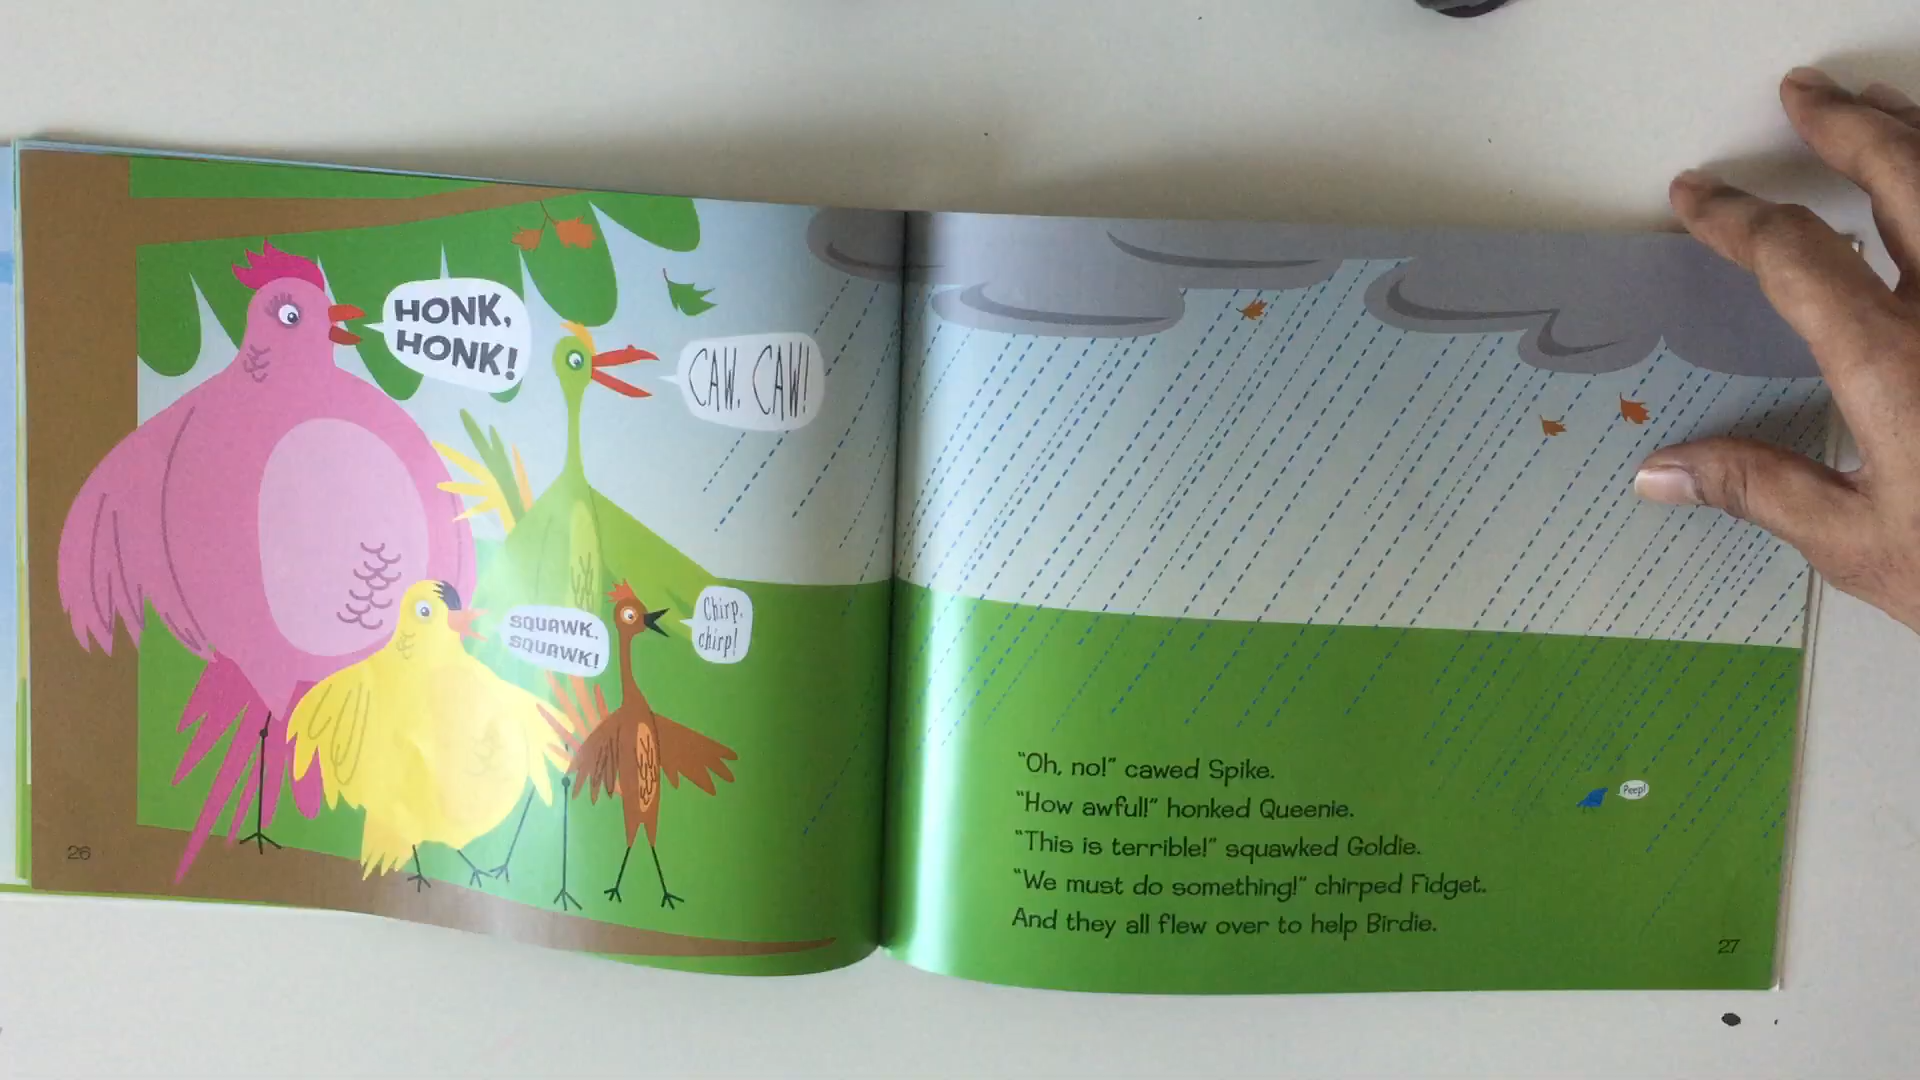 HONK,
HONK!
CAW, CAW!
SQUAWK,
SQUAWK!
Chirp,
chirp!
26
"Oh, no!" cawed Spike.
"How awful!" honked Queenie.
"This is terrible!" squawked Goldie.
"We must do something!" chirped Fidget.
And they all flew over to help Birdie.
Peep!
27